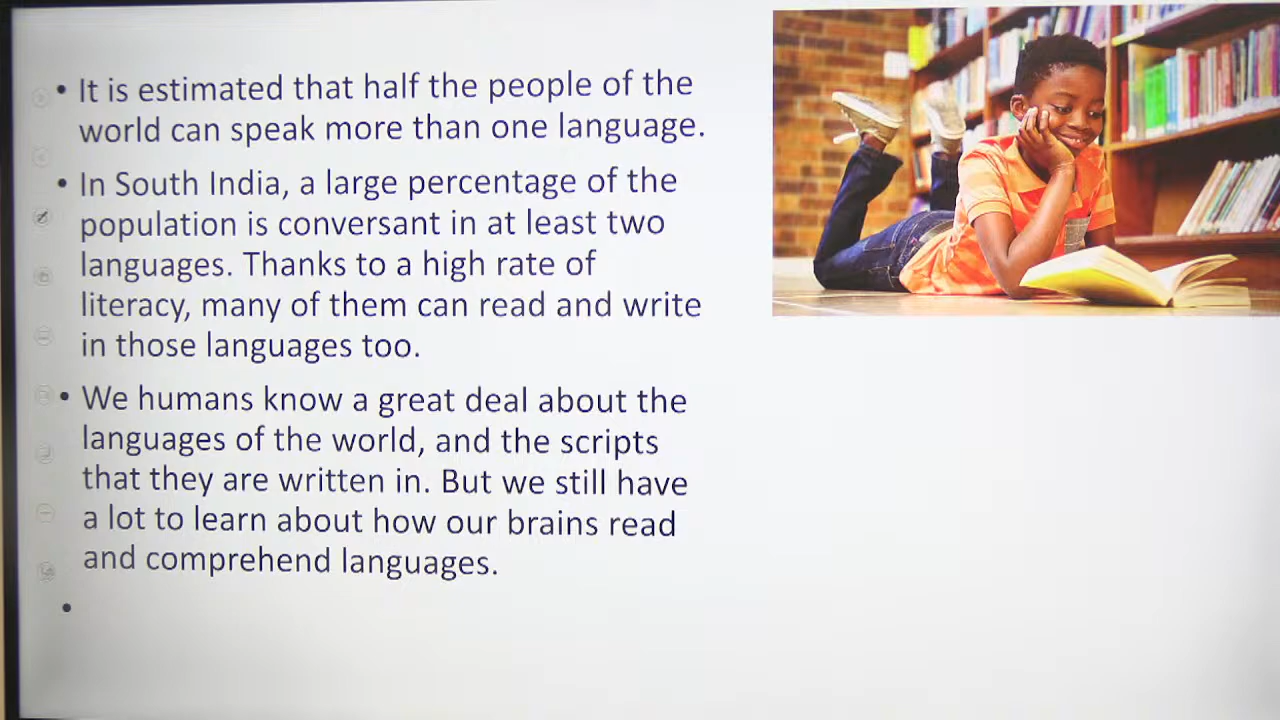 • It is estimated that half the people of the
world can speak more than one language.
• In South India, a large percentage of the
population is conversant in at least two
languages. Thanks to a high rate of
literacy, many of them can read and write
in those languages too.
• We humans know a great deal about the
languages of the world, and the scripts
that they are written in. But we still have
a lot to learn about how our brains read
and comprehend languages.
•